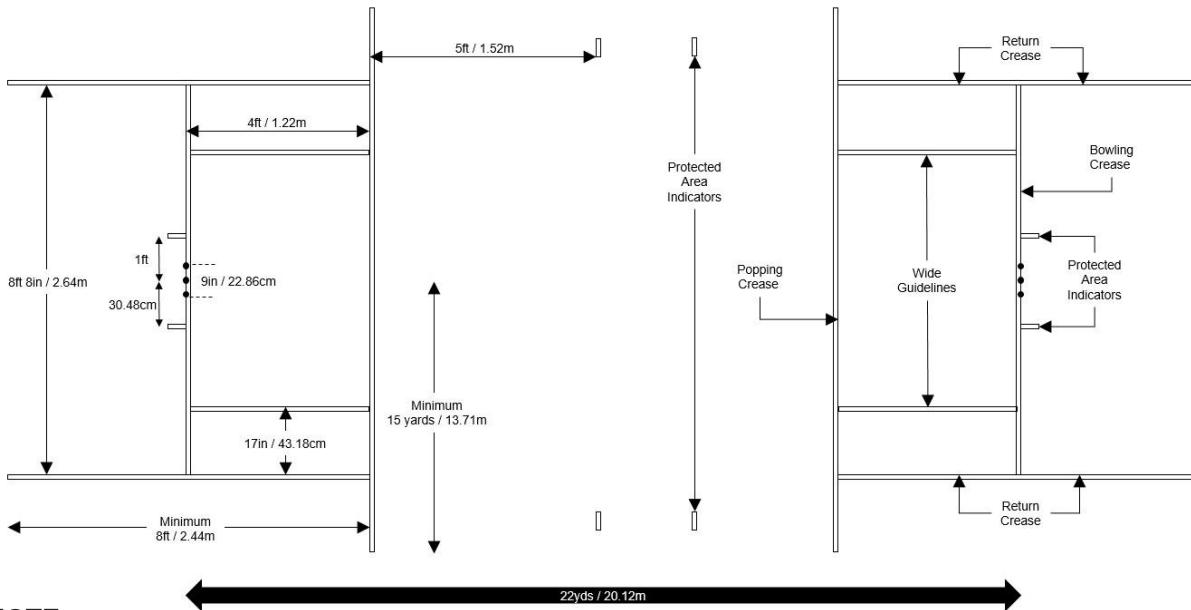 5ft / 1.52m
Return
Crease
4ft / 1.22m
Bowling
Crease
Protected
Area
Indicators
1ft
8ft 8in / 2.64m
9in / 22.86cm
30.48cm
Popping
Crease
Wide
Guidelines
Protected
Area
Indicators
Minimum
15 yards / 13.71m
17in / 43.18cm
Minimum
8ft / 2.44m
Return
Crease
22yds / 20.12m